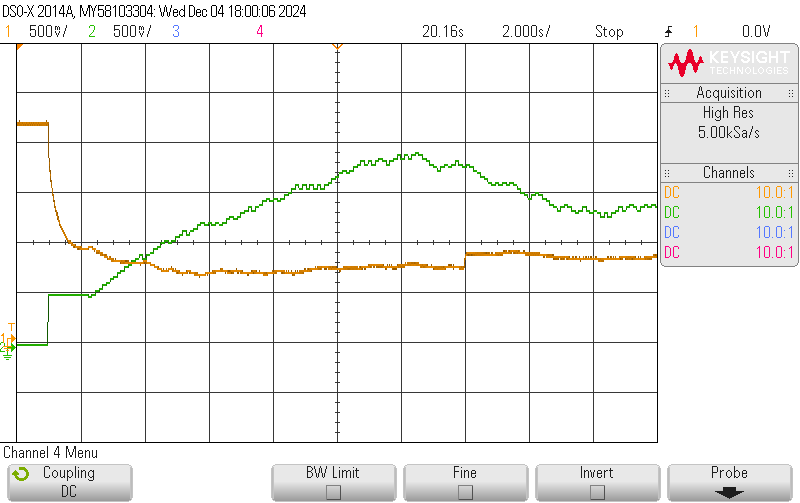 DSO-X 2014A, MY58103304: Wed Dec 04 18:00:06 2024
1 500mV/ 2 500mV/ 3 4 20.16s 2.000s/ Stop 1 0.0V
KEYSIGHT
TECHNOLOGIES
Acquisition
High Res
5.00kSa/s
Channels
DC 10.0:1
DC 10.0:1
DC 10.0:1
DC 10.0:1
T
1
2
Channel 4 Menu
Coupling
DC
BW Limit
Fine
Invert
Probe